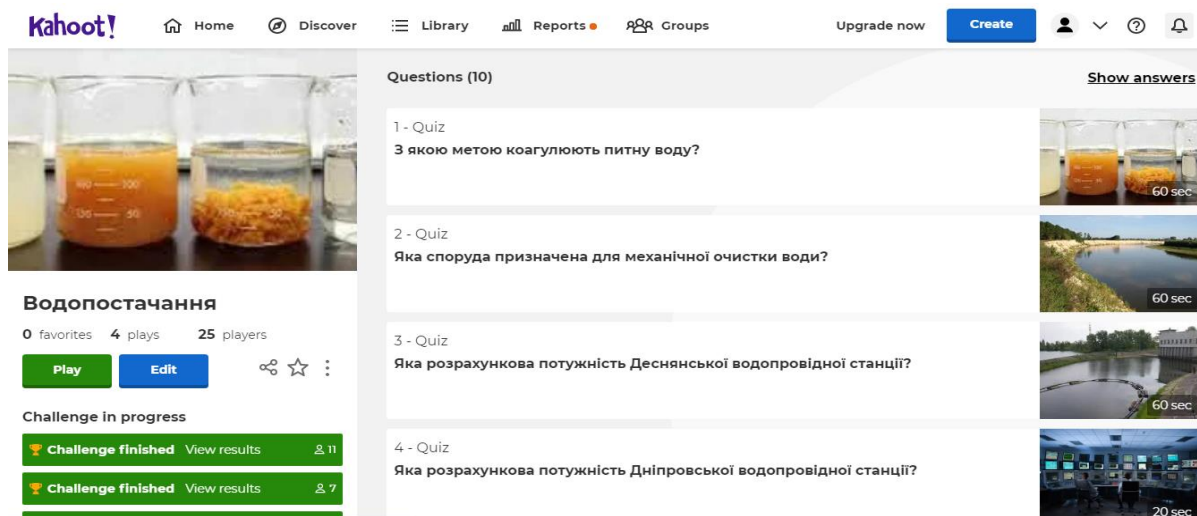 Kahoot!
Home
Discover
Library
Reports
Groups
Upgrade now
Create
Водопостачання
0 favorites 4 plays 25 players
Play
Edit
Challenge in progress
Challenge finished View results 11
Challenge finished View results 7
Questions (10)
Show answers
1 - Quiz
З якою метою коагулюють питну воду?
60 sec
2 - Quiz
Яка споруда призначена для механічної очистки води?
60 sec
3 - Quiz
Яка розрахункова потужність Деснянської водопровідної станції?
60 sec
4 - Quiz
Яка розрахункова потужність Дніпровської водопровідної станції?
20 sec